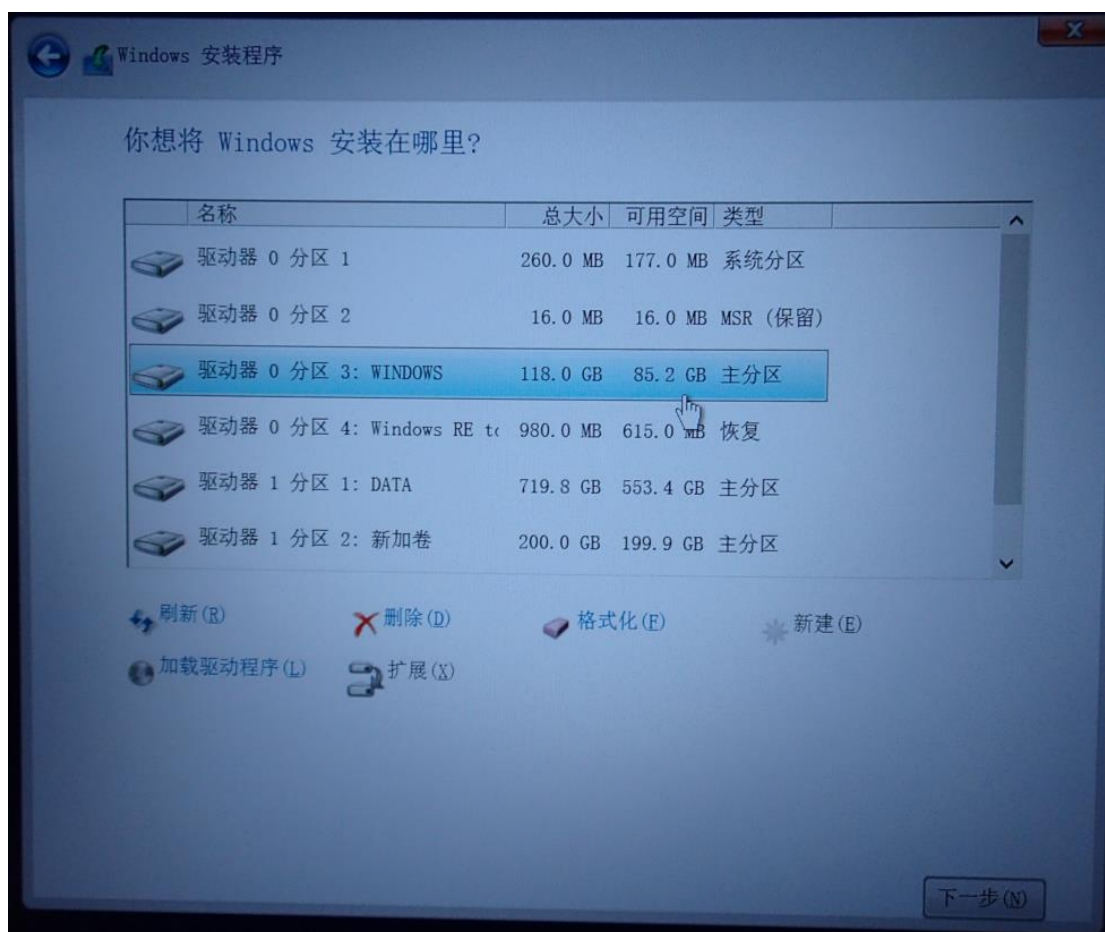 Windows 安装程序
你想将 Windows 安装在哪里?
名称 总大小 可用空间 类型
驱动器 0 分区 1 260.0 MB 177.0 MB 系统分区
驱动器 0 分区 2 16.0 MB 16.0 MB MSR (保留)
驱动器 0 分区 3: WINDOWS 118.0 GB 85.2 GB 主分区
驱动器 0 分区 4: Windows RE to 980.0 MB 615.0 MB 恢复
驱动器 1 分区 1: DATA 719.8 GB 553.4 GB 主分区
驱动器 1 分区 2: 新加卷 200.0 GB 199.9 GB 主分区
刷新(R) 删除(D) 格式化(F) 新建(E)
加载驱动程序(L) 扩展(X)
下一步(N)